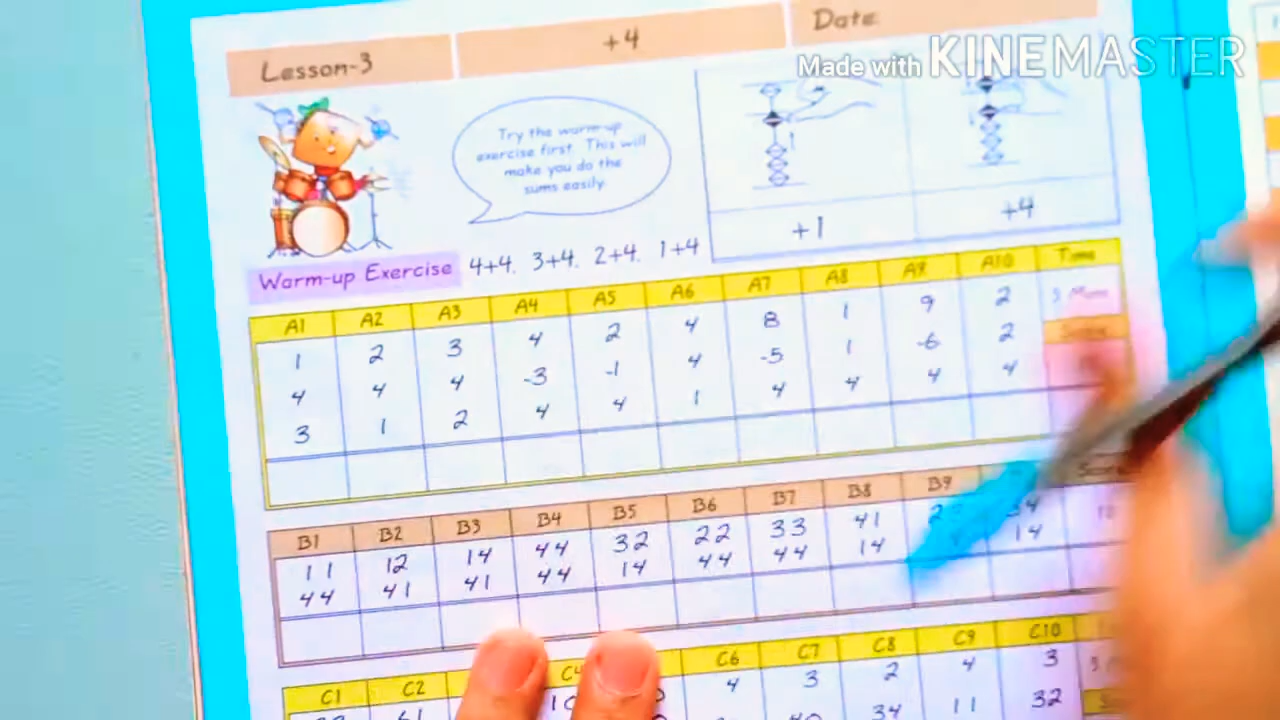 Lesson-3
+4
Date
Made with KINEMASTER
Try the warm-up
exercise first. This will
make you do the
sums easily.
+1
+4
Warm-up Exercise
4+4, 3+4, 2+4, 1+4
A1 A2 A3 A4 A5 A6 A7 A8 A9 A10 Time
1 2 3 4 2 4 8 1 9 2
4 4 4 -3 -1 4 -5 1 -6 2
3 1 2 4 4 1 4 4 4 4
B1 B2 B3 B4 B5 B6 B7 B8 B9
11 12 14 44 32 22 33 41
44 41 41 44 14 44 44 14 14
C1 C2 C6 C7 C8 C9 C10
4 3 2 4 3
34 11 32